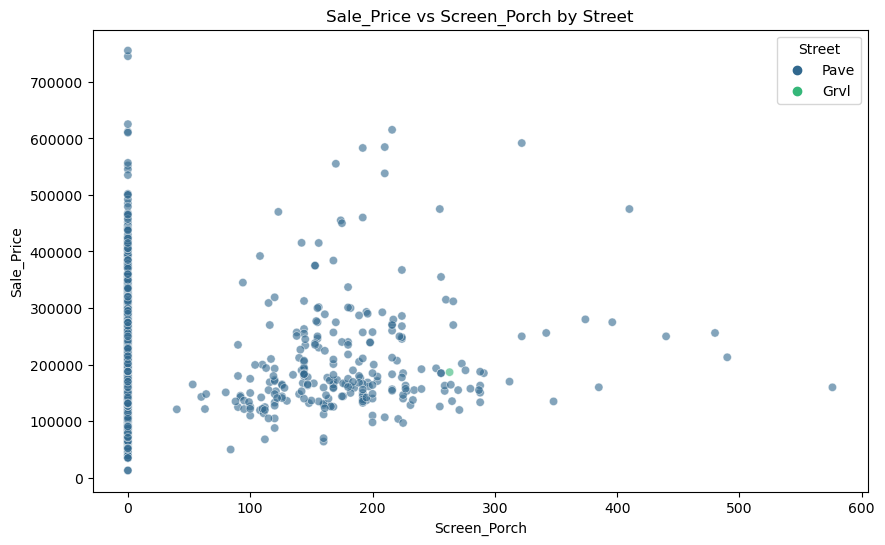 Sale_Price vs Screen_Porch by Street
Street
Pave
Grvl
700000
600000
500000
400000
300000
200000
100000
0
Sale_Price
0 100 200 300 400 500 600
Screen_Porch